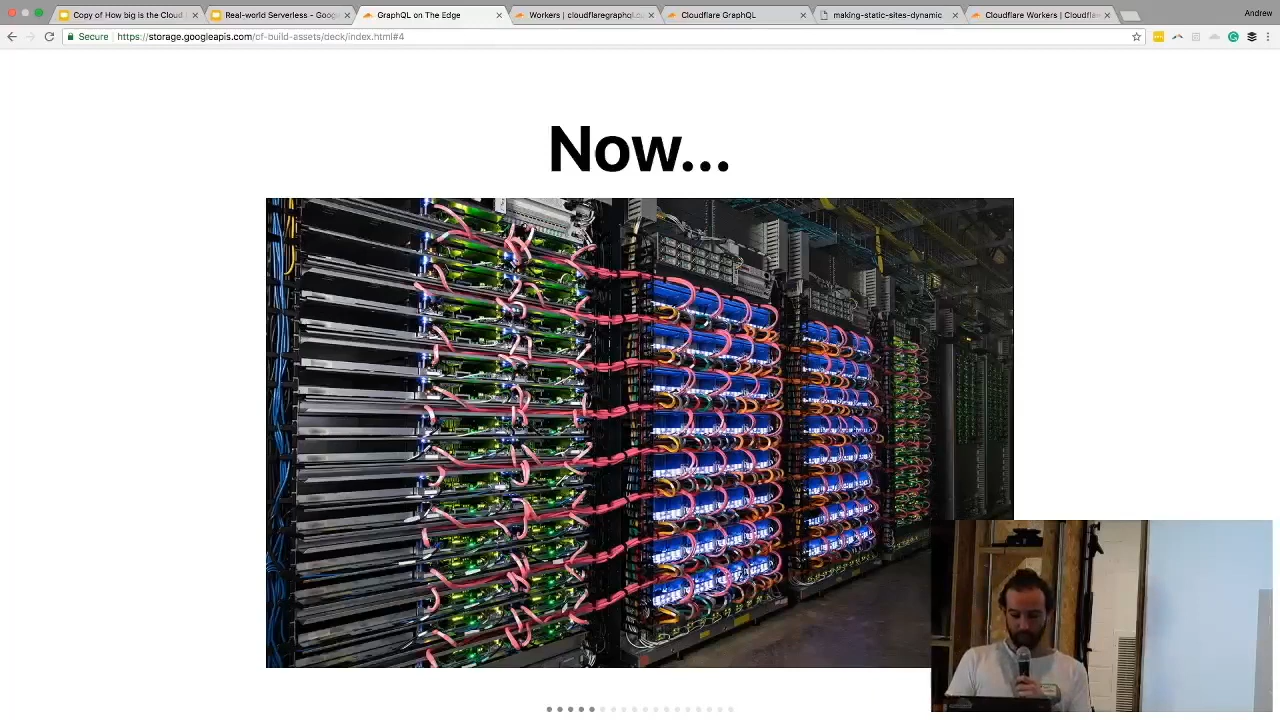 Copy of How big is the Cloud
Real-world Serverless - Goog
GraphQL on The Edge
Workers | cloudflaregraphql.c
Cloudflare GraphQL
making-static-sites-dynamic
Cloudflare Workers | Cloudfla
Andrew
Secure
https://storage.googleapis.com/cf-build-assets/deck/index.html#4
Now...